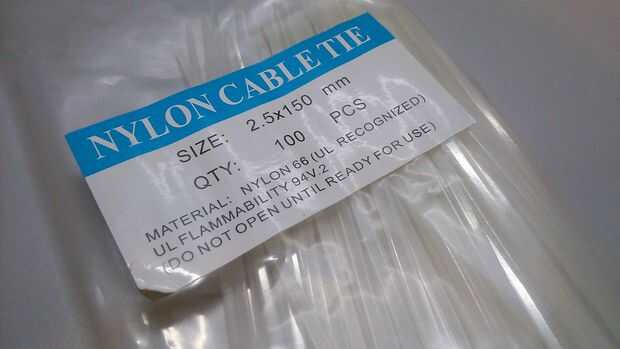 NYLON CABLE TIE
SIZE: 2.5x150 mm
QTY: 100 PCS
MATERIAL: NYLON 66 (UL RECOGNIZED)
UL FLAMMABILITY 94V.2
(DO NOT OPEN UNTIL READY FOR USE)